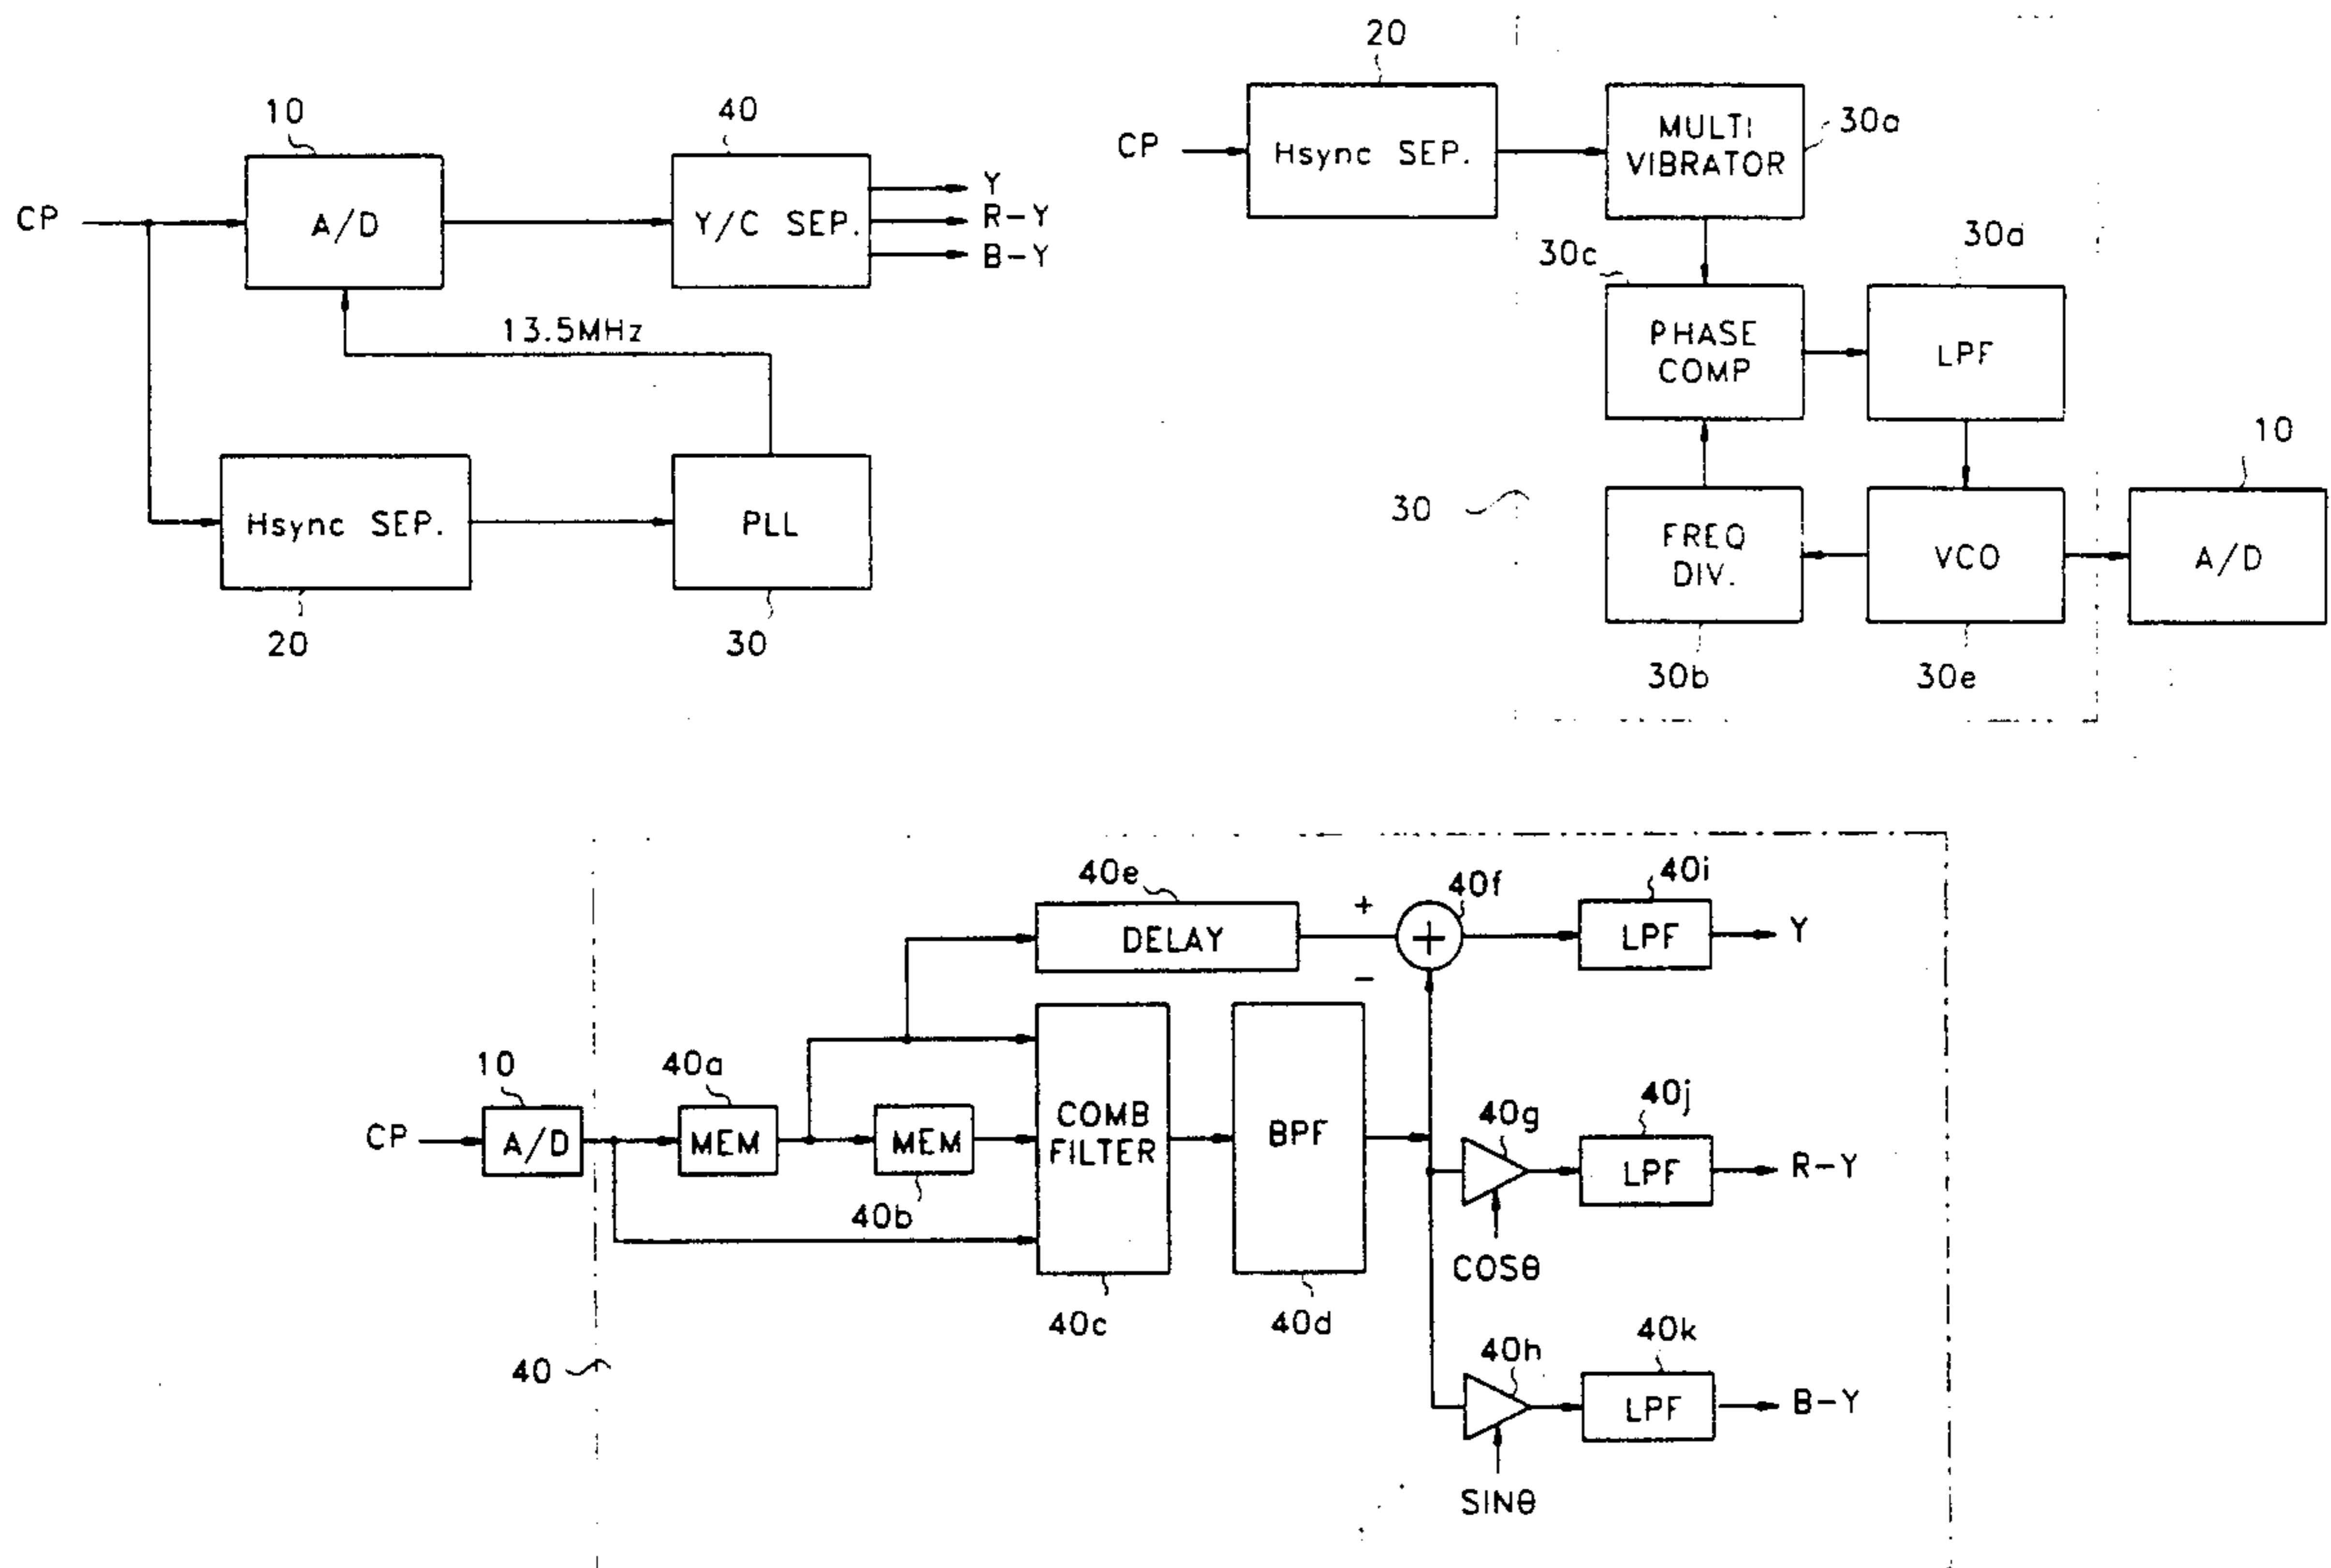 10
40
CP
A/D
Y/C SEP.
Y
R-Y
B-Y
13.5MHz
Hsync SEP.
PLL
20
30
20
CP
Hsync SEP.
MULTI
VIBRATOR
30a
30c
30d
PHASE
COMP
LPF
10
30
FREQ
DIV.
VCO
A/D
30b
30e
40e
40f
40i
DELAY
+
-
+
LPF
Y
10
40a
CP
A/D
MEM
MEM
40b
COMB
FILTER
BPF
40g
40j
LPF
R-Y
COSθ
40c
40d
40
40h
40k
LPF
B-Y
SINθ